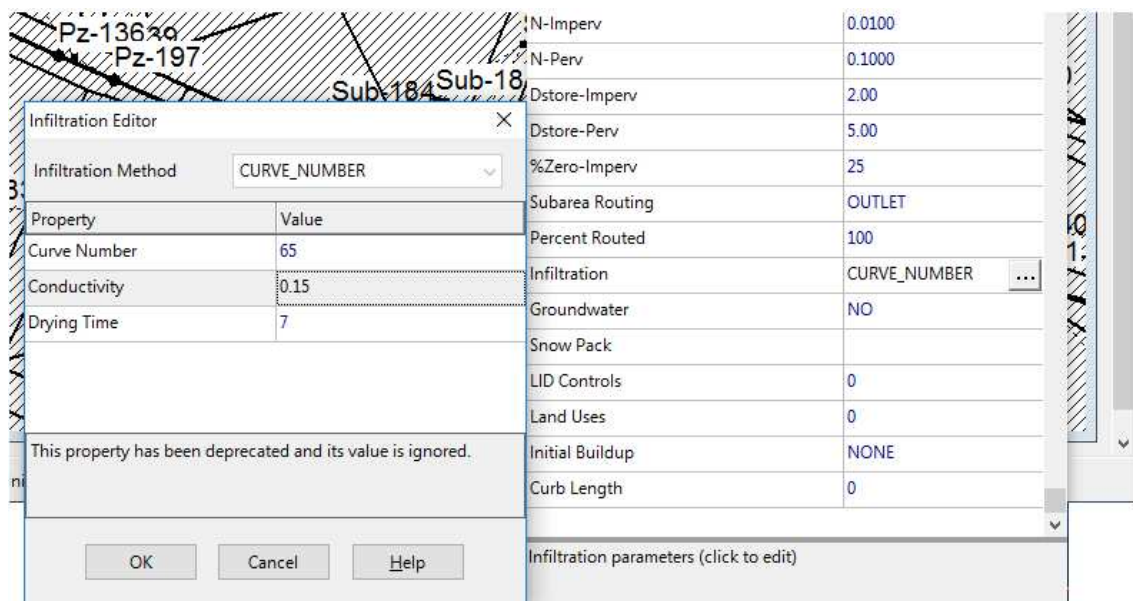 Pz-197
Sub-184
Infiltration Editor
Infiltration Method CURVE_NUMBER
Property Value
Curve Number 65
Conductivity 0.15
Drying Time 7
This property has been deprecated and its value is ignored.
OK Cancel Help
N-Imperv 0.0100
N-Perv 0.1000
Dstore-Imperv 2.00
Dstore-Perv 5.00
%Zero-Imperv 25
Subarea Routing OUTLET
Percent Routed 100
Infiltration CURVE_NUMBER ...
Groundwater NO
Snow Pack
LID Controls 0
Land Uses 0
Initial Buildup NONE
Curb Length 0
Infiltration parameters (click to edit)